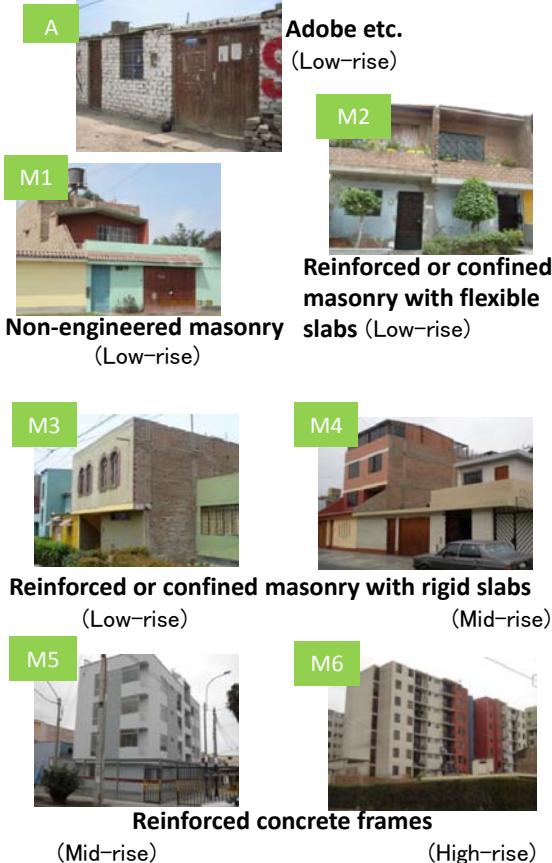 A
Adobe etc.
(Low-rise)
M1
Non-engineered masonry
(Low-rise)
M2
Reinforced or confined
masonry with flexible
slabs (Low-rise)
M3
M4
Reinforced or confined masonry with rigid slabs
(Low-rise)
(Mid-rise)
M5
M6
Reinforced concrete frames
(Mid-rise)
(High-rise)